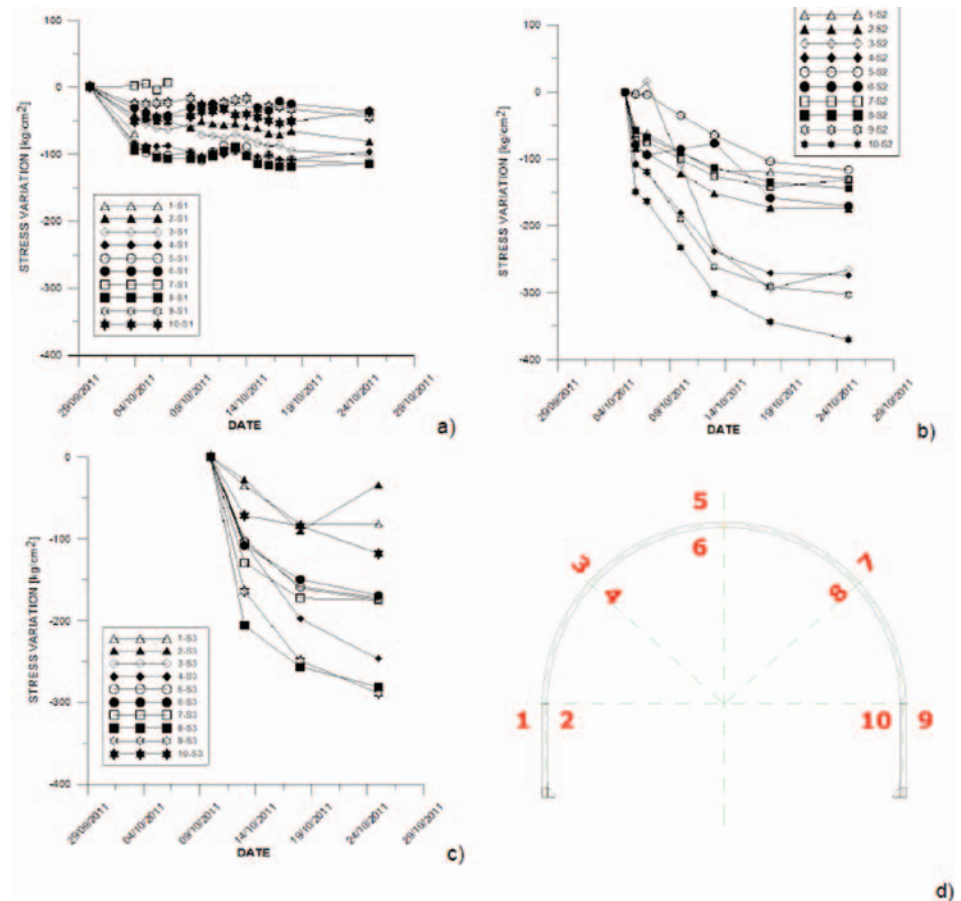 100
0
-100
-200
-300
-400
STRESS VARIATION [kg/cm²]
1-S1
2-S1
3-S1
4-S1
5-S1
6-S1
7-S1
8-S1
9-S1
10-S1
29/09/2011
04/10/2011
09/10/2011
14/10/2011
19/10/2011
24/10/2011
29/10/2011
DATE
a)
100
0
-100
-200
-300
-400
STRESS VARIATION [kg/cm²]
1-S2
2-S2
3-S2
4-S2
5-S2
6-S2
7-S2
8-S2
9-S2
10-S2
29/09/2011
04/10/2011
09/10/2011
14/10/2011
19/10/2011
24/10/2011
29/10/2011
DATE
b)
0
-100
-200
-300
-400
STRESS VARIATION [kg/cm²]
1-S3
2-S3
3-S3
4-S3
5-S3
6-S3
7-S3
8-S3
9-S3
10-S3
29/09/2011
04/10/2011
09/10/2011
14/10/2011
19/10/2011
24/10/2011
29/10/2011
DATE
c)
5
6
3
4
7
8
1
2
10
9
d)